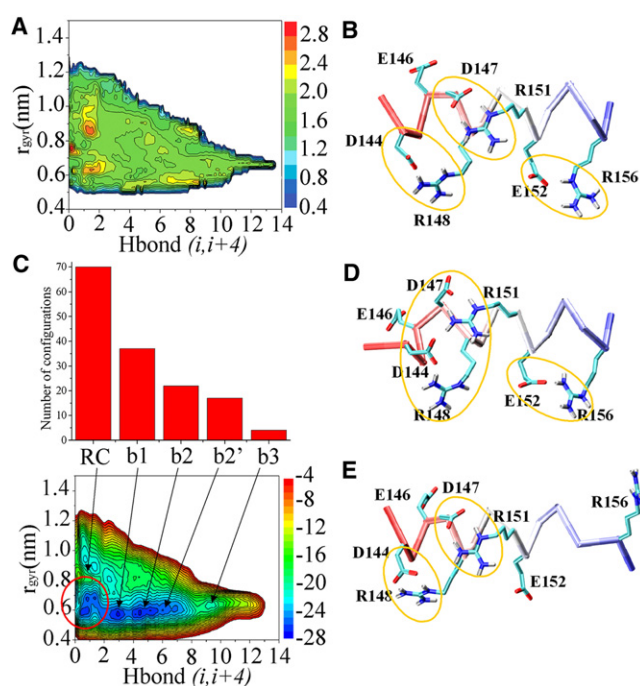 A
r_gyr(nm)
1.4
1.2
1.0
0.8
0.6
0.4
0 2 4 6 8 10 12 14
Hbond (i,i+4)
2.8
2.4
2.0
1.6
1.2
0.8
0.4
B
E146
D147
R151
D144
R148
E152
R156
C
Number of configurations
70
60
50
40
30
20
10
0
RC b1 b2 b2' b3
r_gyr(nm)
1.4
1.2
1.0
0.8
0.6
0.4
0 2 4 6 8 10 12 14
Hbond (i,i+4)
-4
-8
-12
-16
-20
-24
-28
D
D147
R151
E146
D144
R148
E152
R156
E
D147
R156
E146
R151
D144
R148
E152